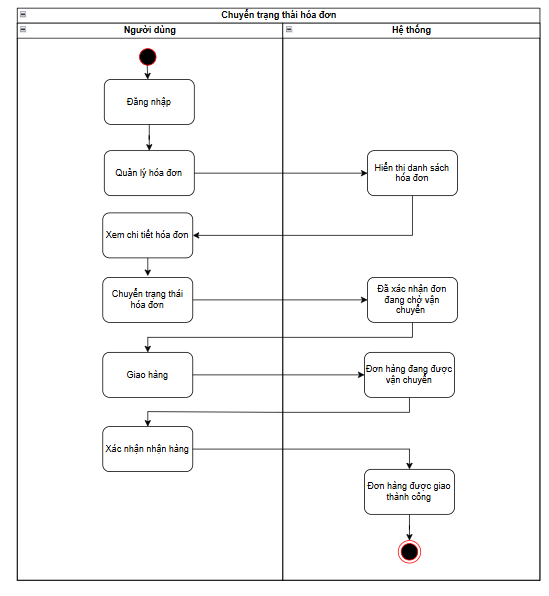 Chuyển trạng thái hóa đơn
Người dùng
Hệ thống
Đăng nhập
Quản lý hóa đơn
Hiển thị danh sách
hóa đơn
Xem chi tiết hóa đơn
Chuyển trạng thái
hóa đơn
Đã xác nhận đơn
đang chờ vận
chuyển
Giao hàng
Đơn hàng đang được
vận chuyển
Xác nhận nhận hàng
Đơn hàng được giao
thành công